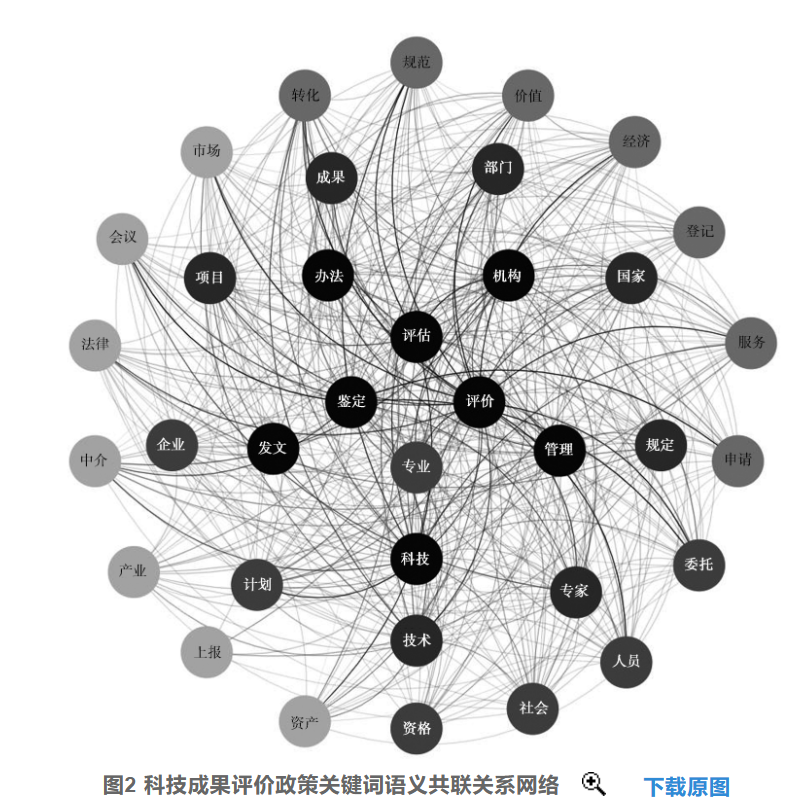 规范
转化
价值
经济
市场
成果
部门
会议
登记
项目
办法
机构
国家
评估
法律
服务
鉴定
评价
企业
发文
管理
规定
中介
专业
申请
科技
产业
计划
专家
委托
技术
上报
人员
资产
资格
社会
图2 科技成果评价政策关键词语义共联关系网络
下载原图